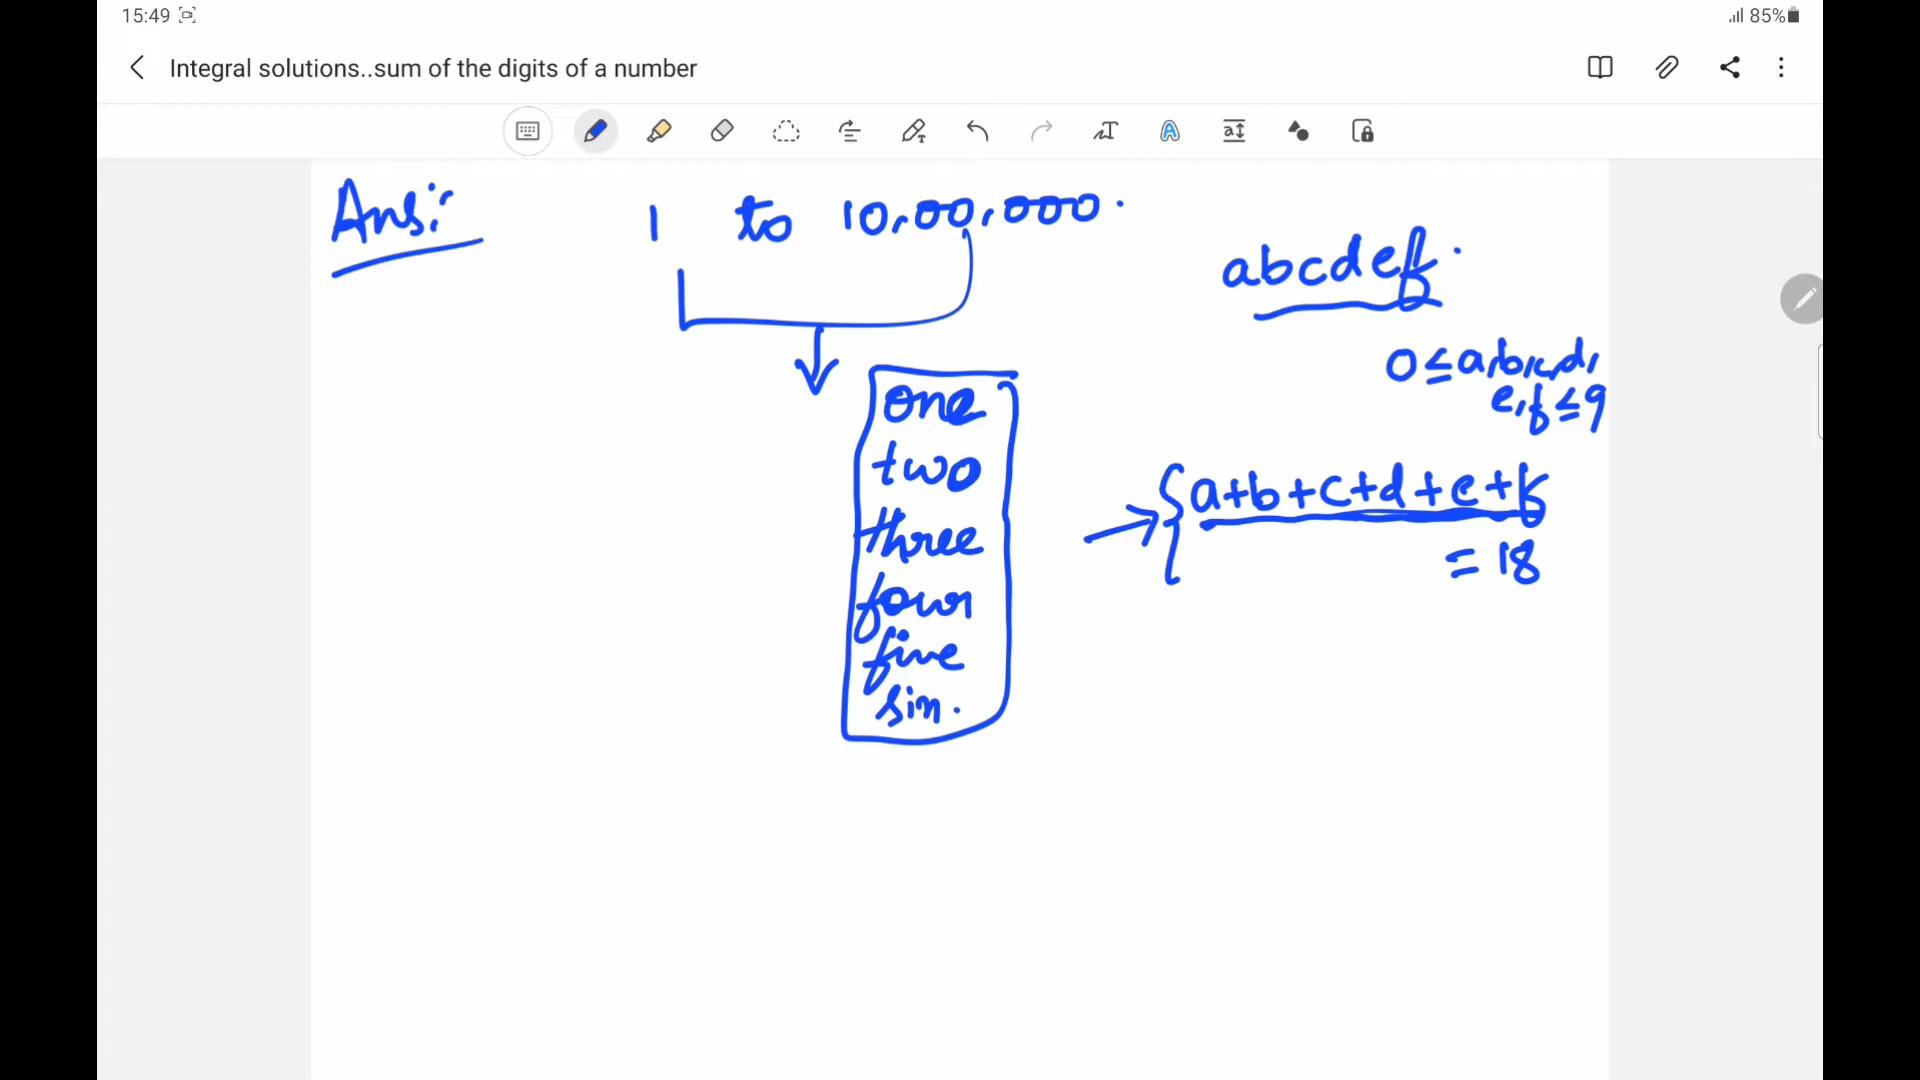 15:49 85%
Integral solutions..sum of the digits of a number
Ans:
1 to 10,00,000.
abcdef.
0 ≤ a,b,c,d,
e,f ≤ 9
one
two
three
four
five
six.
a+b+c+d+e+f
= 18